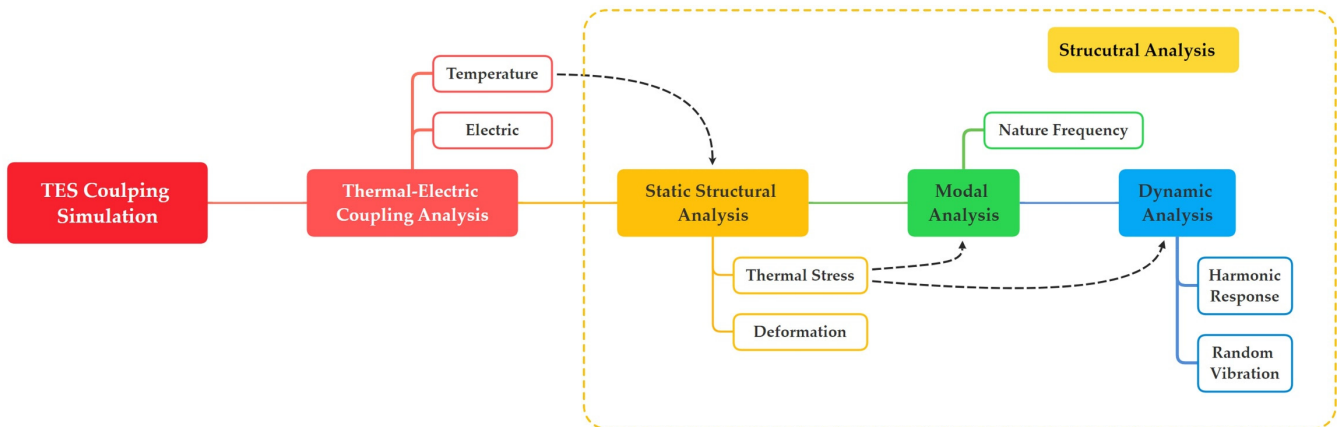 Strucutral Analysis
Temperature
Electric
Nature Frequency
TES Coulping
Simulation
Thermal-Electric
Coupling Analysis
Static Structural
Analysis
Modal
Analysis
Dynamic
Analysis
Thermal Stress
Deformation
Harmonic
Response
Random
Vibration